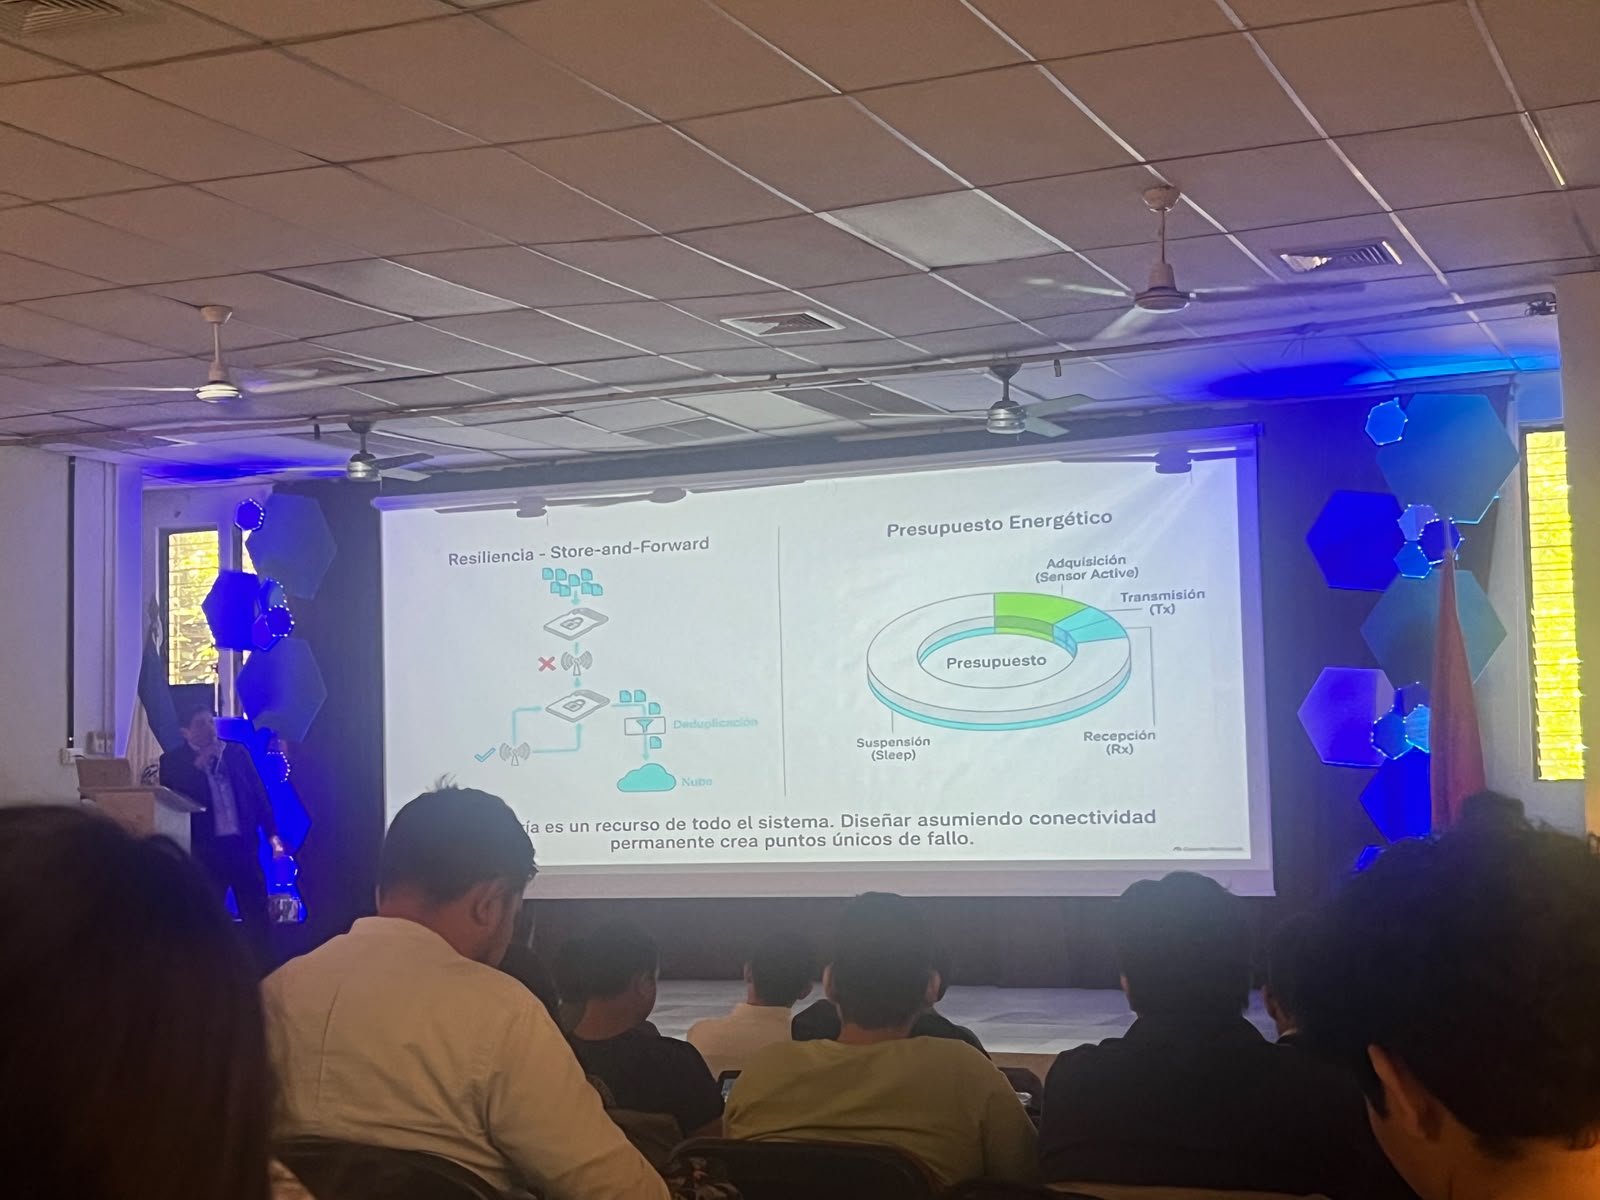 Resiliencia - Store-and-Forward
Deduplicación
Nube
Presupuesto Energético
Adquisición
(Sensor Active)
Transmisión
(Tx)
Presupuesto
Suspensión
(Sleep)
Recepción
(Rx)
es un recurso de todo el sistema. Diseñar asumiendo conectividad
permanente crea puntos únicos de fallo.